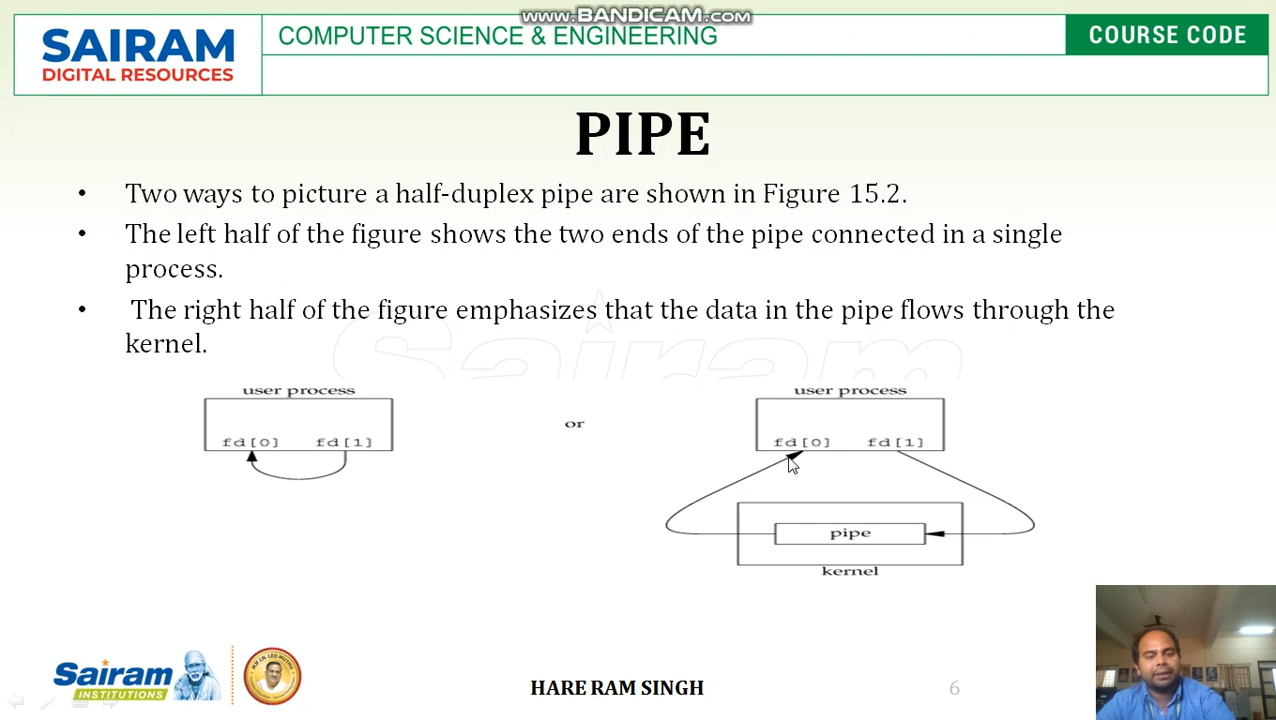 www.BANDICAM.com
SAIRAM
DIGITAL RESOURCES
COMPUTER SCIENCE & ENGINEERING
COURSE CODE
PIPE
• Two ways to picture a half-duplex pipe are shown in Figure 15.2.
• The left half of the figure shows the two ends of the pipe connected in a single
process.
• The right half of the figure emphasizes that the data in the pipe flows through the
kernel.
Sairam
user process
fd[0] fd[1]
or
user process
fd[0] fd[1]
pipe
kernel
Sairam
INSTITUTIONS
HARE RAM SINGH
6